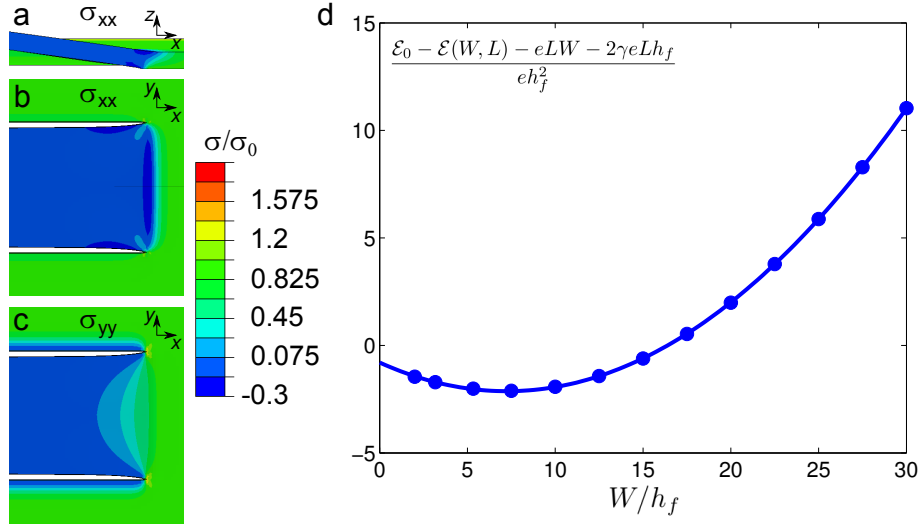 a
σxx
z
x
b
σxx
y
x
c
σyy
y
x
σ/σ0
1.575
1.2
0.825
0.45
0.075
-0.3
d
ℰ0 − ℰ(W, L) − eLW − 2γeLhf
ehf²
15
10
5
0
−5
0 5 10 15 20 25 30
W/hf